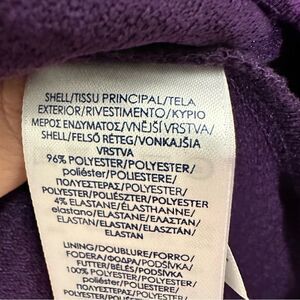 SHELL/TISSU PRINCIPAL/TELA
EXTERIOR/RIVESTIMENTO/ΚΥΡΙΟ
ΜΕΡΟΣ ΕΝΔΥΜΑΤΟΣ/VNĚJŠÍ VRSTVA/
SHELL/FELSŐ RÉTEG/VONKAJŠIA
VRSTVA
96% POLYESTER/POLYESTER/
poliéster/POLIESTERE/
ΠΟΛΥΕΣΤΕΡΑΣ/POLYESTER/
POLYESTER/POLIÉSZTER/POLYESTER
4% ELASTANE/ÉLASTHANNE/
elastano/ELASTANE/ΕΛΑΣΤΑΝ/
ELASTAN/ELASTAN/ELASZTÁN/
ELASTAN
LINING/DOUBLURE/FORRO/
FODERA/ΦΟΔΡΑ/PODŠÍVKA/
FUTTER/BÉLÉS/PODŠÍVKA
100% POLYESTER/POLYESTER/
poliéster/POLIESTERE/